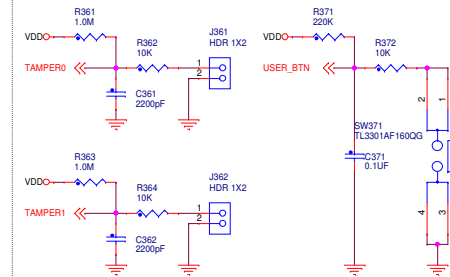 R361
1.0M
VDD
R362
10K
J361
HDR 1X2
TAMPER0
1
2
C361
2200pF
R363
1.0M
VDD
R364
10K
J362
HDR 1X2
TAMPER1
1
2
C362
2200pF
R371
220K
VDD
R372
10K
USER_BTN
2
1
SW371
TL3301AF160QG
C371
0.1UF
4
3